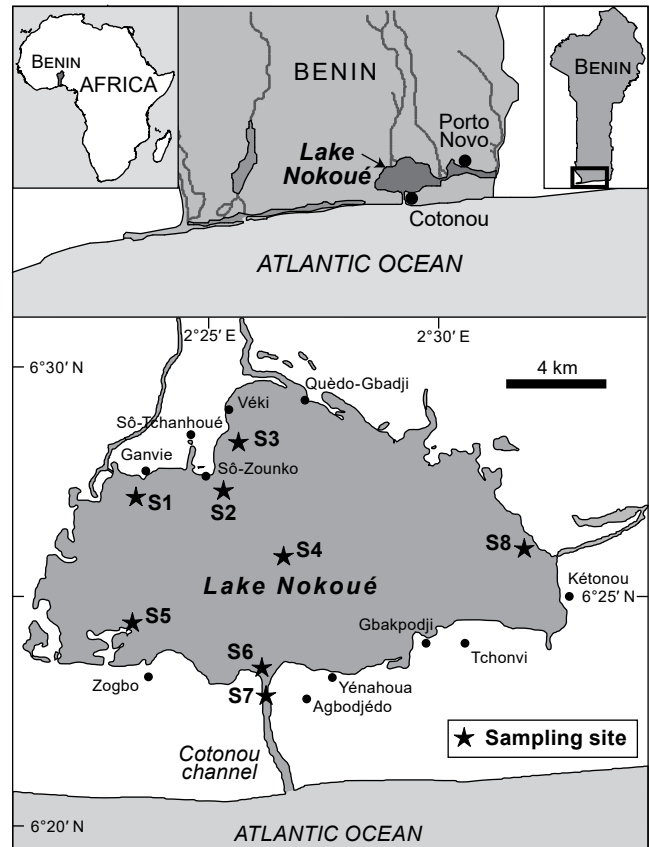 BENIN
AFRICA
BENIN
Lake
Nokoué
Porto
Novo
Cotonou
ATLANTIC OCEAN
BENIN
2°25′ E
2°30′ E
6°30′ N
4 km
Quèdo-Gbadji
Véki
Sô-Tchanhoué
S3
Ganvie
Sô-Zounko
S1
S2
S4
S8
Lake Nokoué
Kétonou
6°25′ N
S5
Gbakpodji
Tchonvi
S6
Zogbo
S7
Yénahoua
Agbodjédo
Sampling site
Cotonou
channel
6°20′ N
ATLANTIC OCEAN